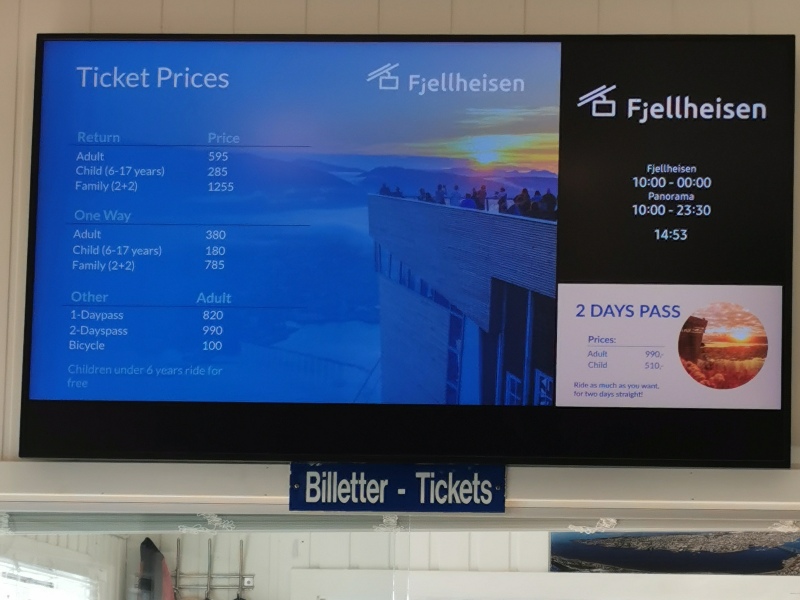 Ticket Prices
Fjellheisen
Return Price
Adult 595
Child (6-17 years) 285
Family (2+2) 1255
One Way
Adult 380
Child (6-17 years) 180
Family (2+2) 785
Other Adult
1-Daypass 820
2-Dayspass 990
Bicycle 100
Children under 6 years ride for
free
Fjellheisen
Fjellheisen
10:00 - 00:00
Panorama
10:00 - 23:30
14:53
2 DAYS PASS
Prices:
Adult 990,-
Child 510,-
Ride as much as you want,
for two days straight!
Billetter - Tickets